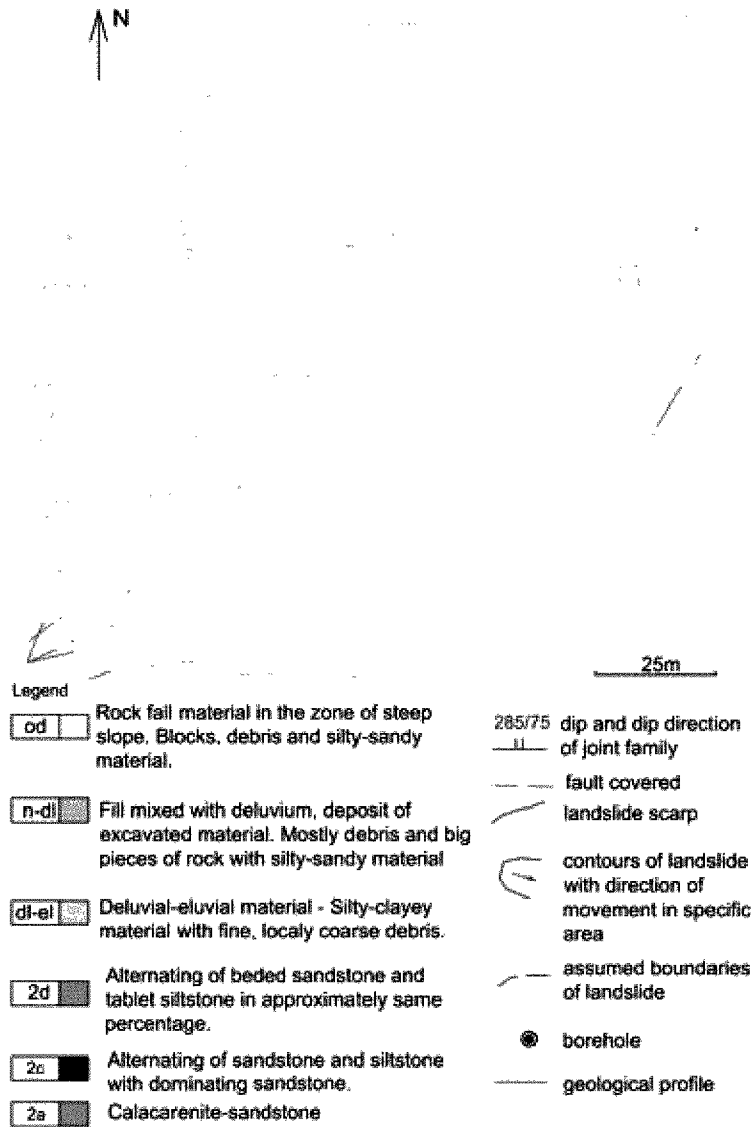 N
25m
Legend
od
Rock fall material in the zone of steep
slope. Blocks, debris and silty-sandy
material.
n-dl
Fill mixed with deluvium, deposit of
excavated material. Mostly debris and big
pieces of rock with silty-sandy material
dl-el
Deluvial-eluvial material - Silty-clayey
material with fine, localy coarse debris.
2d
Alternating of beded sandstone and
tablet siltstone in approximately same
percentage.
2c
Alternating of sandstone and siltstone
with dominating sandstone.
2a
Calacarenite-sandstone
285/75 dip and dip direction
of joint family
fault covered
landslide scarp
contours of landslide
with direction of
movement in specific
area
assumed boundaries
of landslide
borehole
geological profile